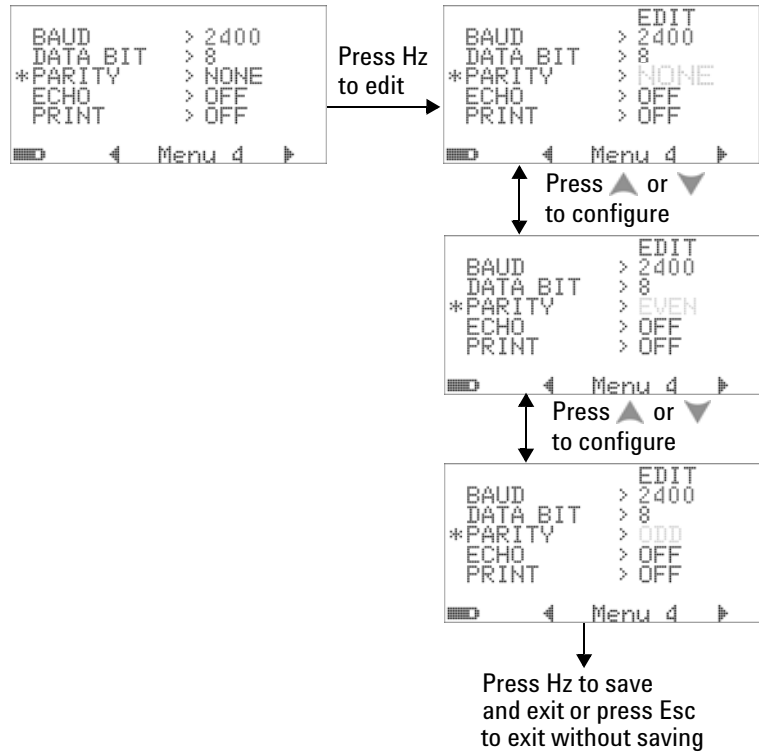 BAUD > 2400
DATA BIT > 8
*PARITY > NONE
ECHO > OFF
PRINT > OFF
Menu 4
Press Hz
to edit
EDIT
BAUD > 2400
DATA BIT > 8
*PARITY > NONE
ECHO > OFF
PRINT > OFF
Menu 4
Press or
to configure
EDIT
BAUD > 2400
DATA BIT > 8
*PARITY > EVEN
ECHO > OFF
PRINT > OFF
Menu 4
Press or
to configure
EDIT
BAUD > 2400
DATA BIT > 8
*PARITY > ODD
ECHO > OFF
PRINT > OFF
Menu 4
Press Hz to save
and exit or press Esc
to exit without saving